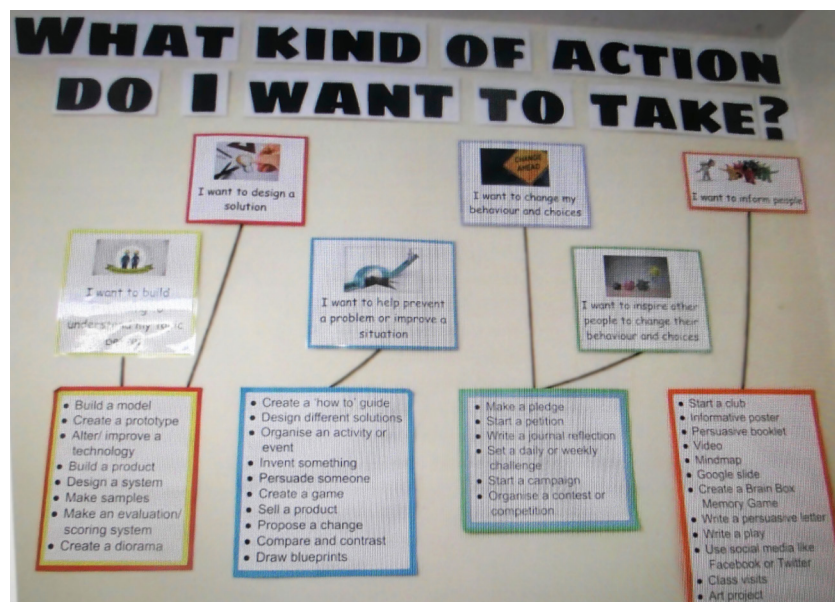 WHAT KIND OF ACTION
DO I WANT TO TAKE?
I want to design a
solution
CHANGE
AHEAD
I want to change my
behaviour and choices
I want to inform people
I want to build
understand my topic
I want to help prevent
a problem or improve a
situation
I want to inspire other
people to change their
behaviour and choices
• Build a model
• Create a prototype
• Alter/ improve a
technology
• Build a product
• Design a system
• Make samples
• Make an evaluation/
scoring system
• Create a diorama
• Create a 'how to' guide
• Design different solutions
• Organise an activity or
event
• Invent something
• Persuade someone
• Create a game
• Sell a product
• Propose a change
• Compare and contrast
• Draw blueprints
• Make a pledge
• Start a petition
• Write a journal reflection
• Set a daily or weekly
challenge
• Start a campaign
• Organise a contest or
competition
• Start a club
• Informative poster
• Persuasive booklet
• Video
• Mindmap
• Google slide
• Create a Brain Box
Memory Game
• Write a persuasive letter
• Write a play
• Use social media like
Facebook or Twitter
• Class visits
• Art project